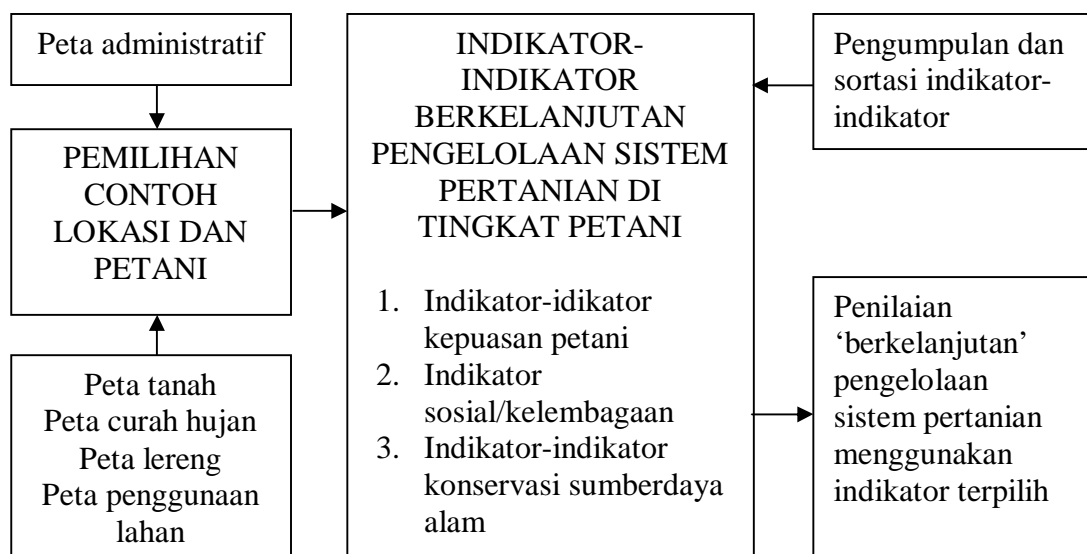 Peta administratif
PEMILIHAN
CONTOH
LOKASI DAN
PETANI
Peta tanah
Peta curah hujan
Peta lereng
Peta penggunaan
lahan
INDIKATOR-
INDIKATOR
BERKELANJUTAN
PENGELOLAAN SISTEM
PERTANIAN DI
TINGKAT PETANI
1. Indikator-idikator
kepuasan petani
2. Indikator
sosial/kelembagaan
3. Indikator-indikator
konservasi sumberdaya
alam
Pengumpulan dan
sortasi indikator-
indikator
Penilaian
‘berkelanjutan’
pengelolaan
sistem pertanian
menggunakan
indikator terpilih